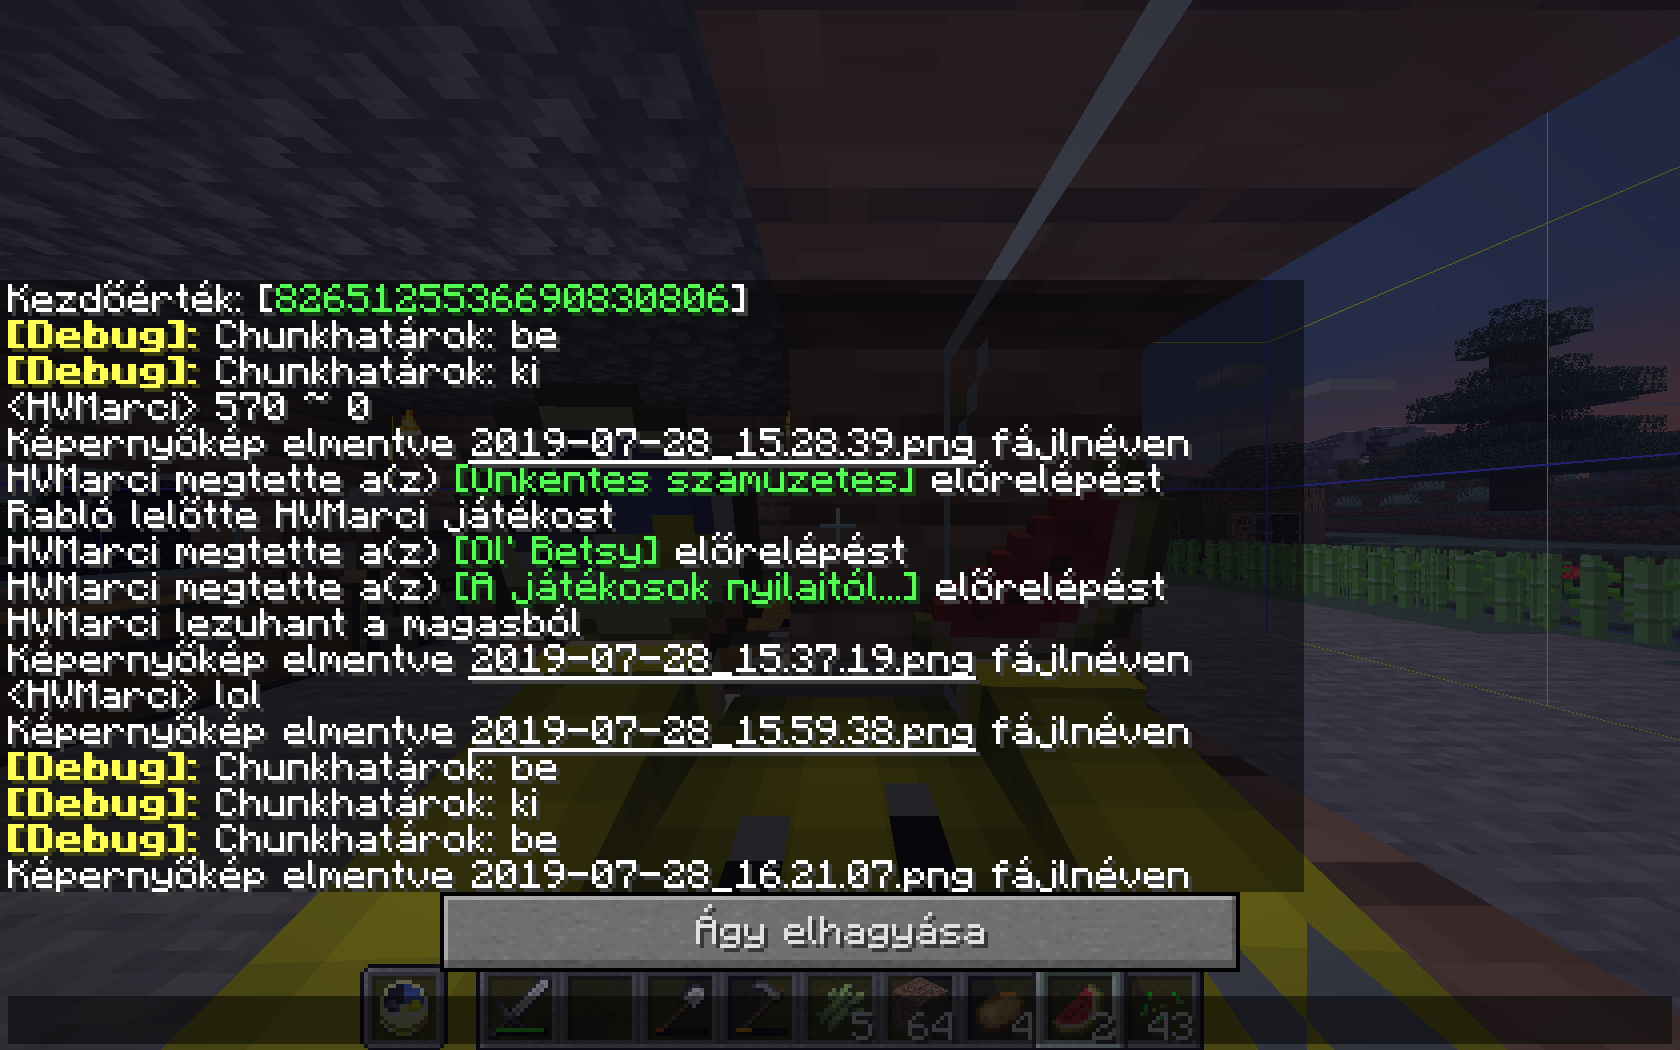 Kezdőérték: [8265125536690830806]
[Debug]: Chunkhatárok: be
[Debug]: Chunkhatárok: ki
<HVMarci> 570 ~ 0
Képernyőkép elmentve 2019-07-28_15.28.39.png fájlnéven
HVMarci megtette a(z) [Önkéntes száműzetés] előrelépést
Rabló lelőtte HVMarci játékost
HVMarci megtette a(z) [Ol' Betsy] előrelépést
HVMarci megtette a(z) [A játékosok nyilaitól...] előrelépést
HVMarci lezuhant a magasból
Képernyőkép elmentve 2019-07-28_15.37.19.png fájlnéven
<HVMarci> lol
Képernyőkép elmentve 2019-07-28_15.59.38.png fájlnéven
[Debug]: Chunkhatárok: be
[Debug]: Chunkhatárok: ki
[Debug]: Chunkhatárok: be
Képernyőkép elmentve 2019-07-28_16.21.07.png fájlnéven
Ágy elhagyása
5 64 4 2 43